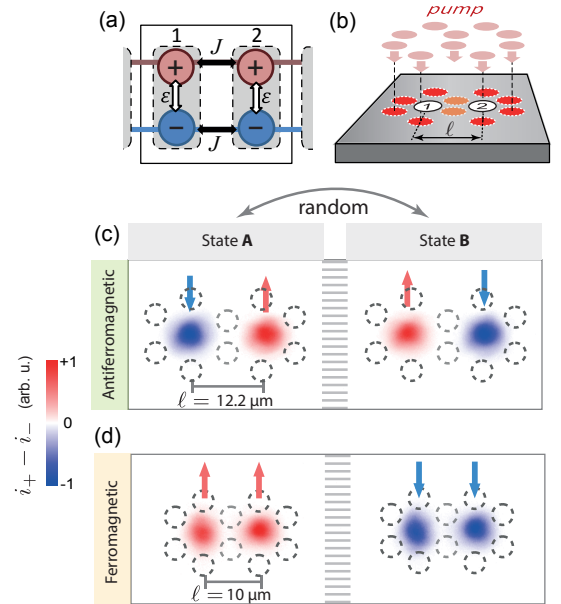 (a)
1 2
J
+ +
ε ε
− −
J
(b)
pump
1 2
ℓ
random
(c)
State A State B
Antiferromagnetic
ℓ = 12.2 µm
i₊ − i₋ (arb. u.)
+1
0
-1
(d)
Ferromagnetic
ℓ = 10 µm